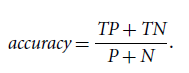 accuracy = TP + TN / P + N.